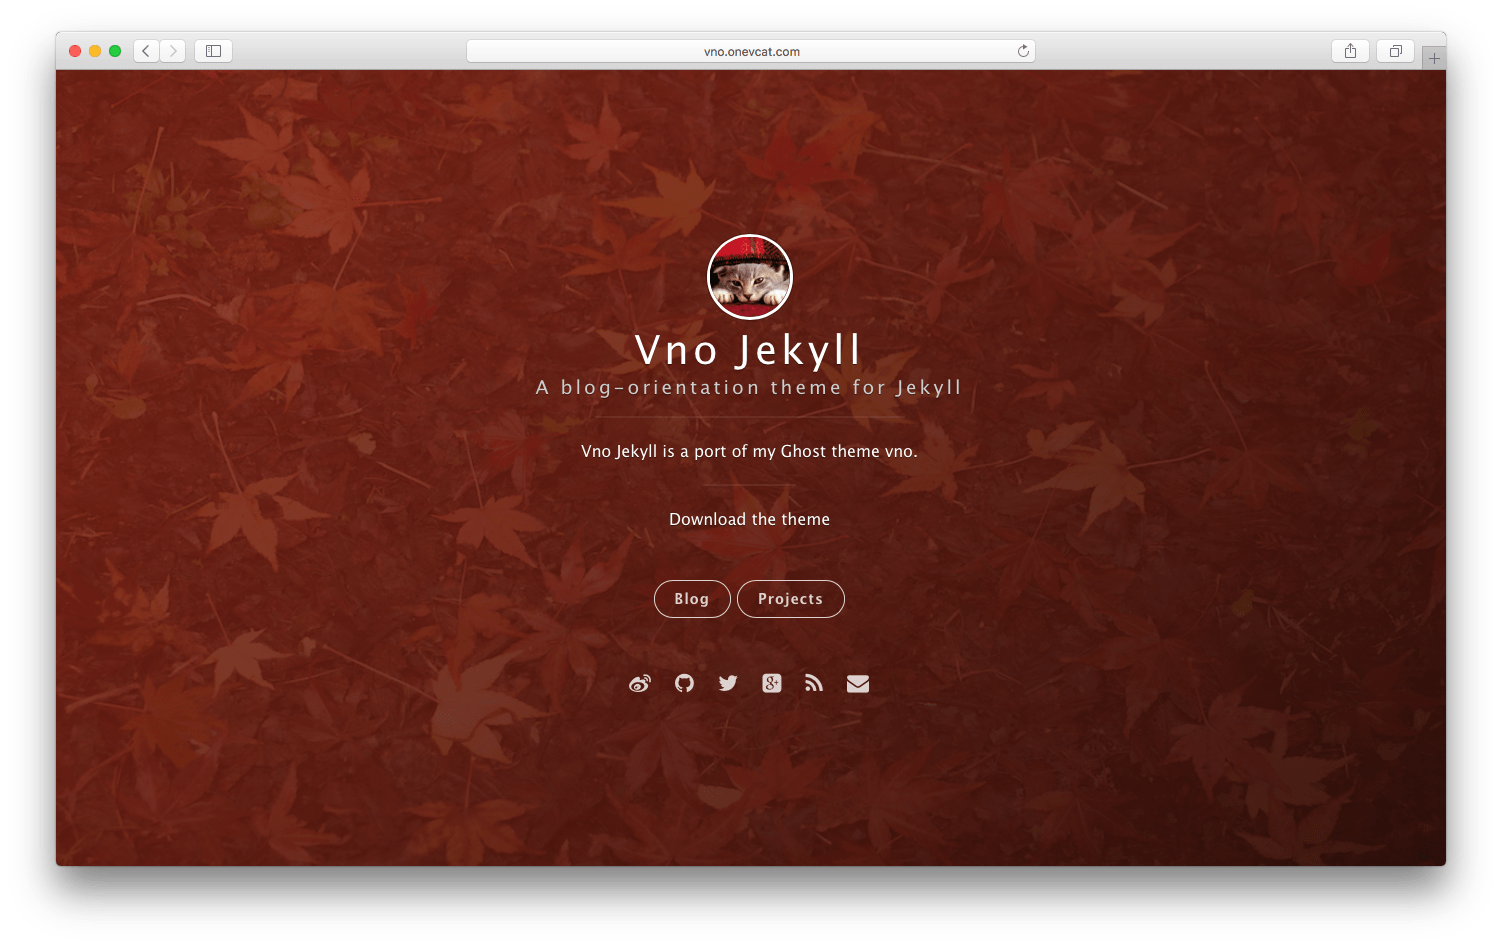 vno.onevcat.com
Vno Jekyll
A blog-orientation theme for Jekyll
Vno Jekyll is a port of my Ghost theme vno.
Download the theme
Blog Projects
g+